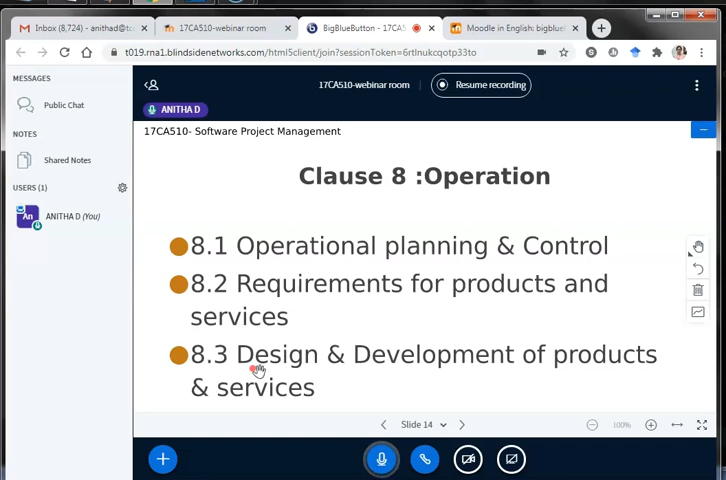 Inbox (8,724) - anithad@tc
17CA510-webinar room
BigBlueButton - 17CA5
Moodle in English: bigblue
t019.rna1.blindsidenetworks.com/html5client/join?sessionToken=6rtlnukcqotp33to
MESSAGES
Public Chat
NOTES
Shared Notes
USERS (1)
An
ANITHA D (You)
17CA510-webinar room
Resume recording
ANITHA D
17CA510- Software Project Management
Clause 8 :Operation
8.1 Operational planning & Control
8.2 Requirements for products and
services
8.3 Design & Development of products
& services
Slide 14
100%